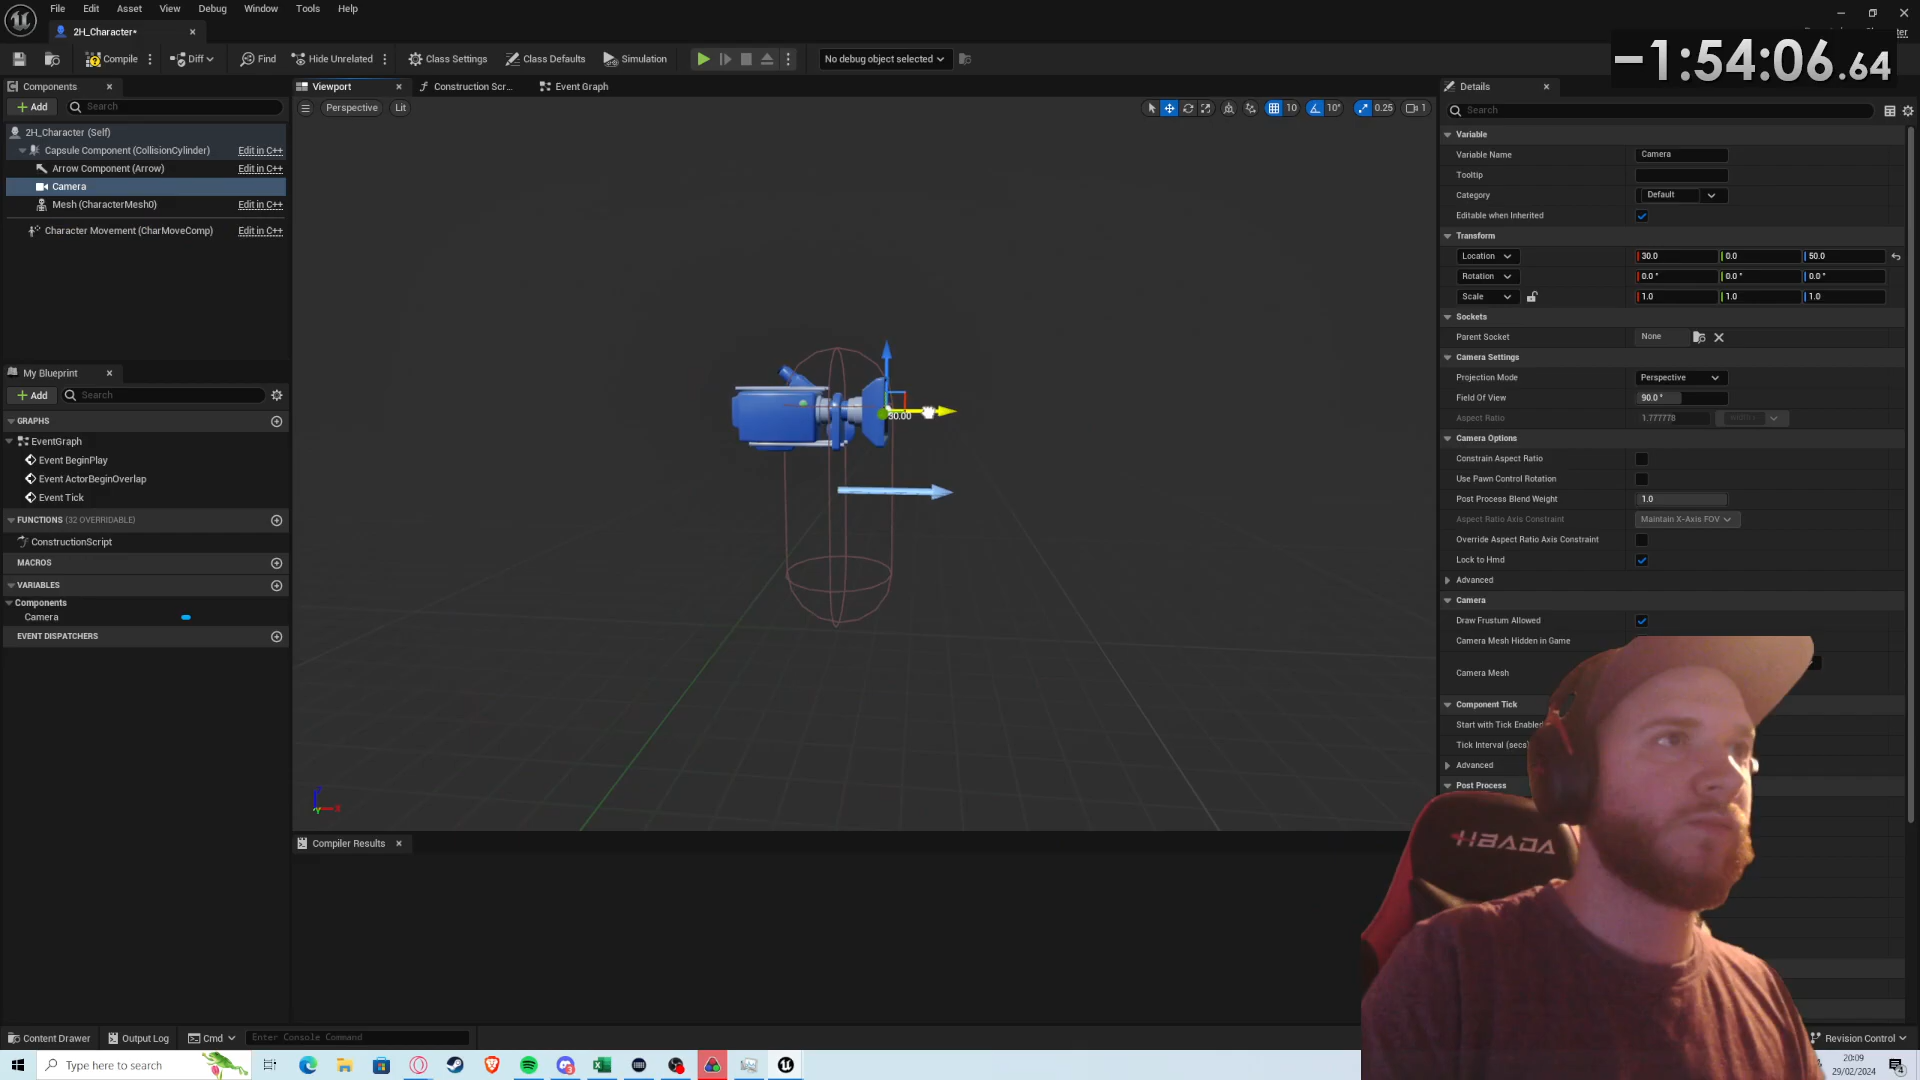 File Edit View Asset Window Debug Tools Help
2H_Character*
-1:54:06.64
Compile
Diff
Find
Hide Unrelated
Class Settings
Class Defaults
Simulation
No debug object selected
Components
Add
Search
2H_Character (Self)
Capsule Component (CollisionCylinder) Edit in C++
Arrow Component (Arrow) Edit in C++
Camera
Mesh (CharacterMesh0) Edit in C++
Character Movement (CharMoveComp) Edit in C++
My Blueprint
Add
Search
GRAPHS
EventGraph
Event BeginPlay
Event ActorBeginOverlap
Event Tick
FUNCTIONS (32 OVERRIDABLE)
ConstructionScript
MACROS
VARIABLES
Components
Camera
EVENT DISPATCHERS
Viewport
Construction Scr...
Event Graph
Perspective
Lit
10
10°
0.25
1
30.00
Compiler Results
Details
Search
Variable
Variable Name Camera
Tooltip
Category Default
Editable when Inherited
Transform
Location 30.0 0.0 50.0
Rotation 0.0 ° 0.0 ° 0.0 °
Scale 1.0 1.0 1.0
Sockets
Parent Socket None
Camera Settings
Projection Mode Perspective
Field Of View 90.0 °
Aspect Ratio 1.777778
Camera Options
Constrain Aspect Ratio
Use Pawn Control Rotation
Post Process Blend Weight 1.0
Aspect Ratio Axis Constraint Maintain X-Axis FOV
Override Aspect Ratio Axis Constraint
Lock to Hmd
Advanced
Camera
Draw Frustum Allowed
Camera Mesh Hidden in Game
Camera Mesh
Component Tick
Start with Tick Enabled
Tick Interval (secs)
Advanced
Post Process
HBADA
Content Drawer
Output Log
Cmd
Enter Console Command
Revision Control
Type here to search
20:09
29/02/2024